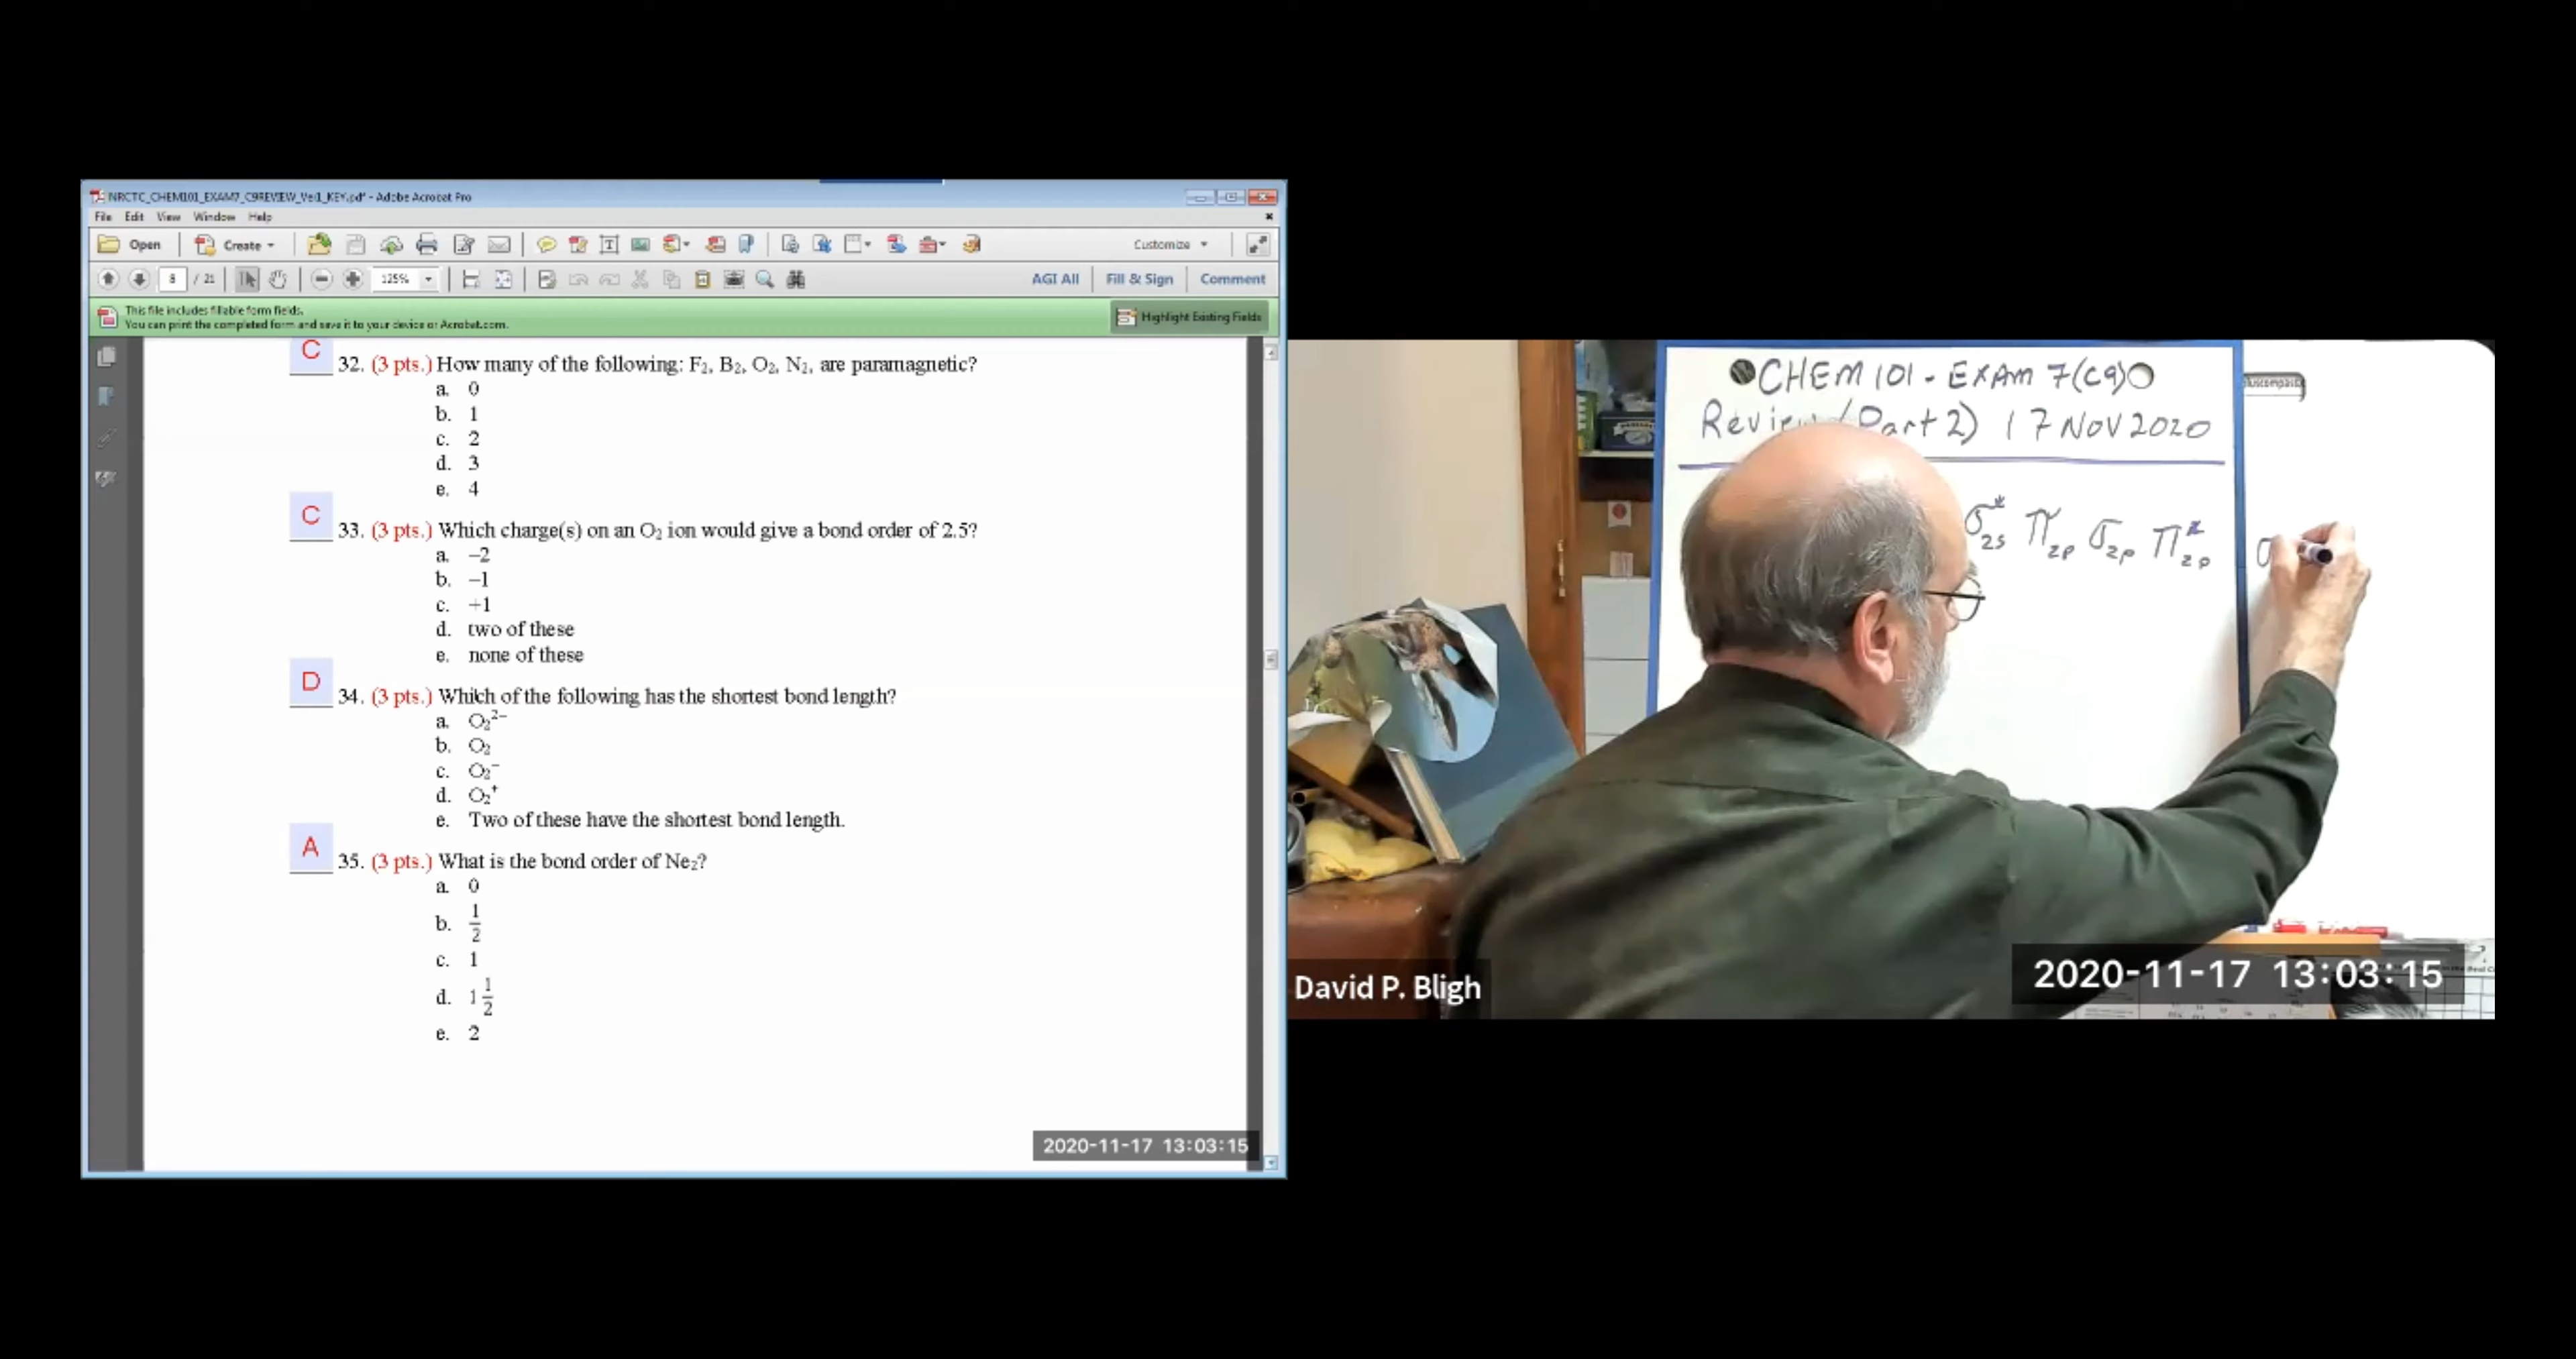 NRCTC_CHEM101_EXAM7_C9REVIEW_Ver1_KEY.pdf* - Adobe Acrobat Pro
File Edit View Window Help
Open Create Customize
8 / 21 125% AGI All Fill & Sign Comment
This file includes fillable form fields.
You can print the completed form and save it to your device or Acrobat.com.
Highlight Existing Fields
C 32. (3 pts.) How many of the following: F₂, B₂, O₂, N₂, are paramagnetic?
a. 0
b. 1
c. 2
d. 3
e. 4
C 33. (3 pts.) Which charge(s) on an O₂ ion would give a bond order of 2.5?
a. –2
b. –1
c. +1
d. two of these
e. none of these
D 34. (3 pts.) Which of the following has the shortest bond length?
a. O₂²⁻
b. O₂
c. O₂⁻
d. O₂⁺
e. Two of these have the shortest bond length.
A 35. (3 pts.) What is the bond order of Ne₂?
a. 0
b. 1/2
c. 1
d. 1 1/2
e. 2
2020-11-17 13:03:15
CHEM 101 - EXAM 7 (C9)
Review (Part 2) 17 NOV 2020
σ*2s π2p σ2p π*2p σ
David P. Bligh
2020-11-17 13:03:15